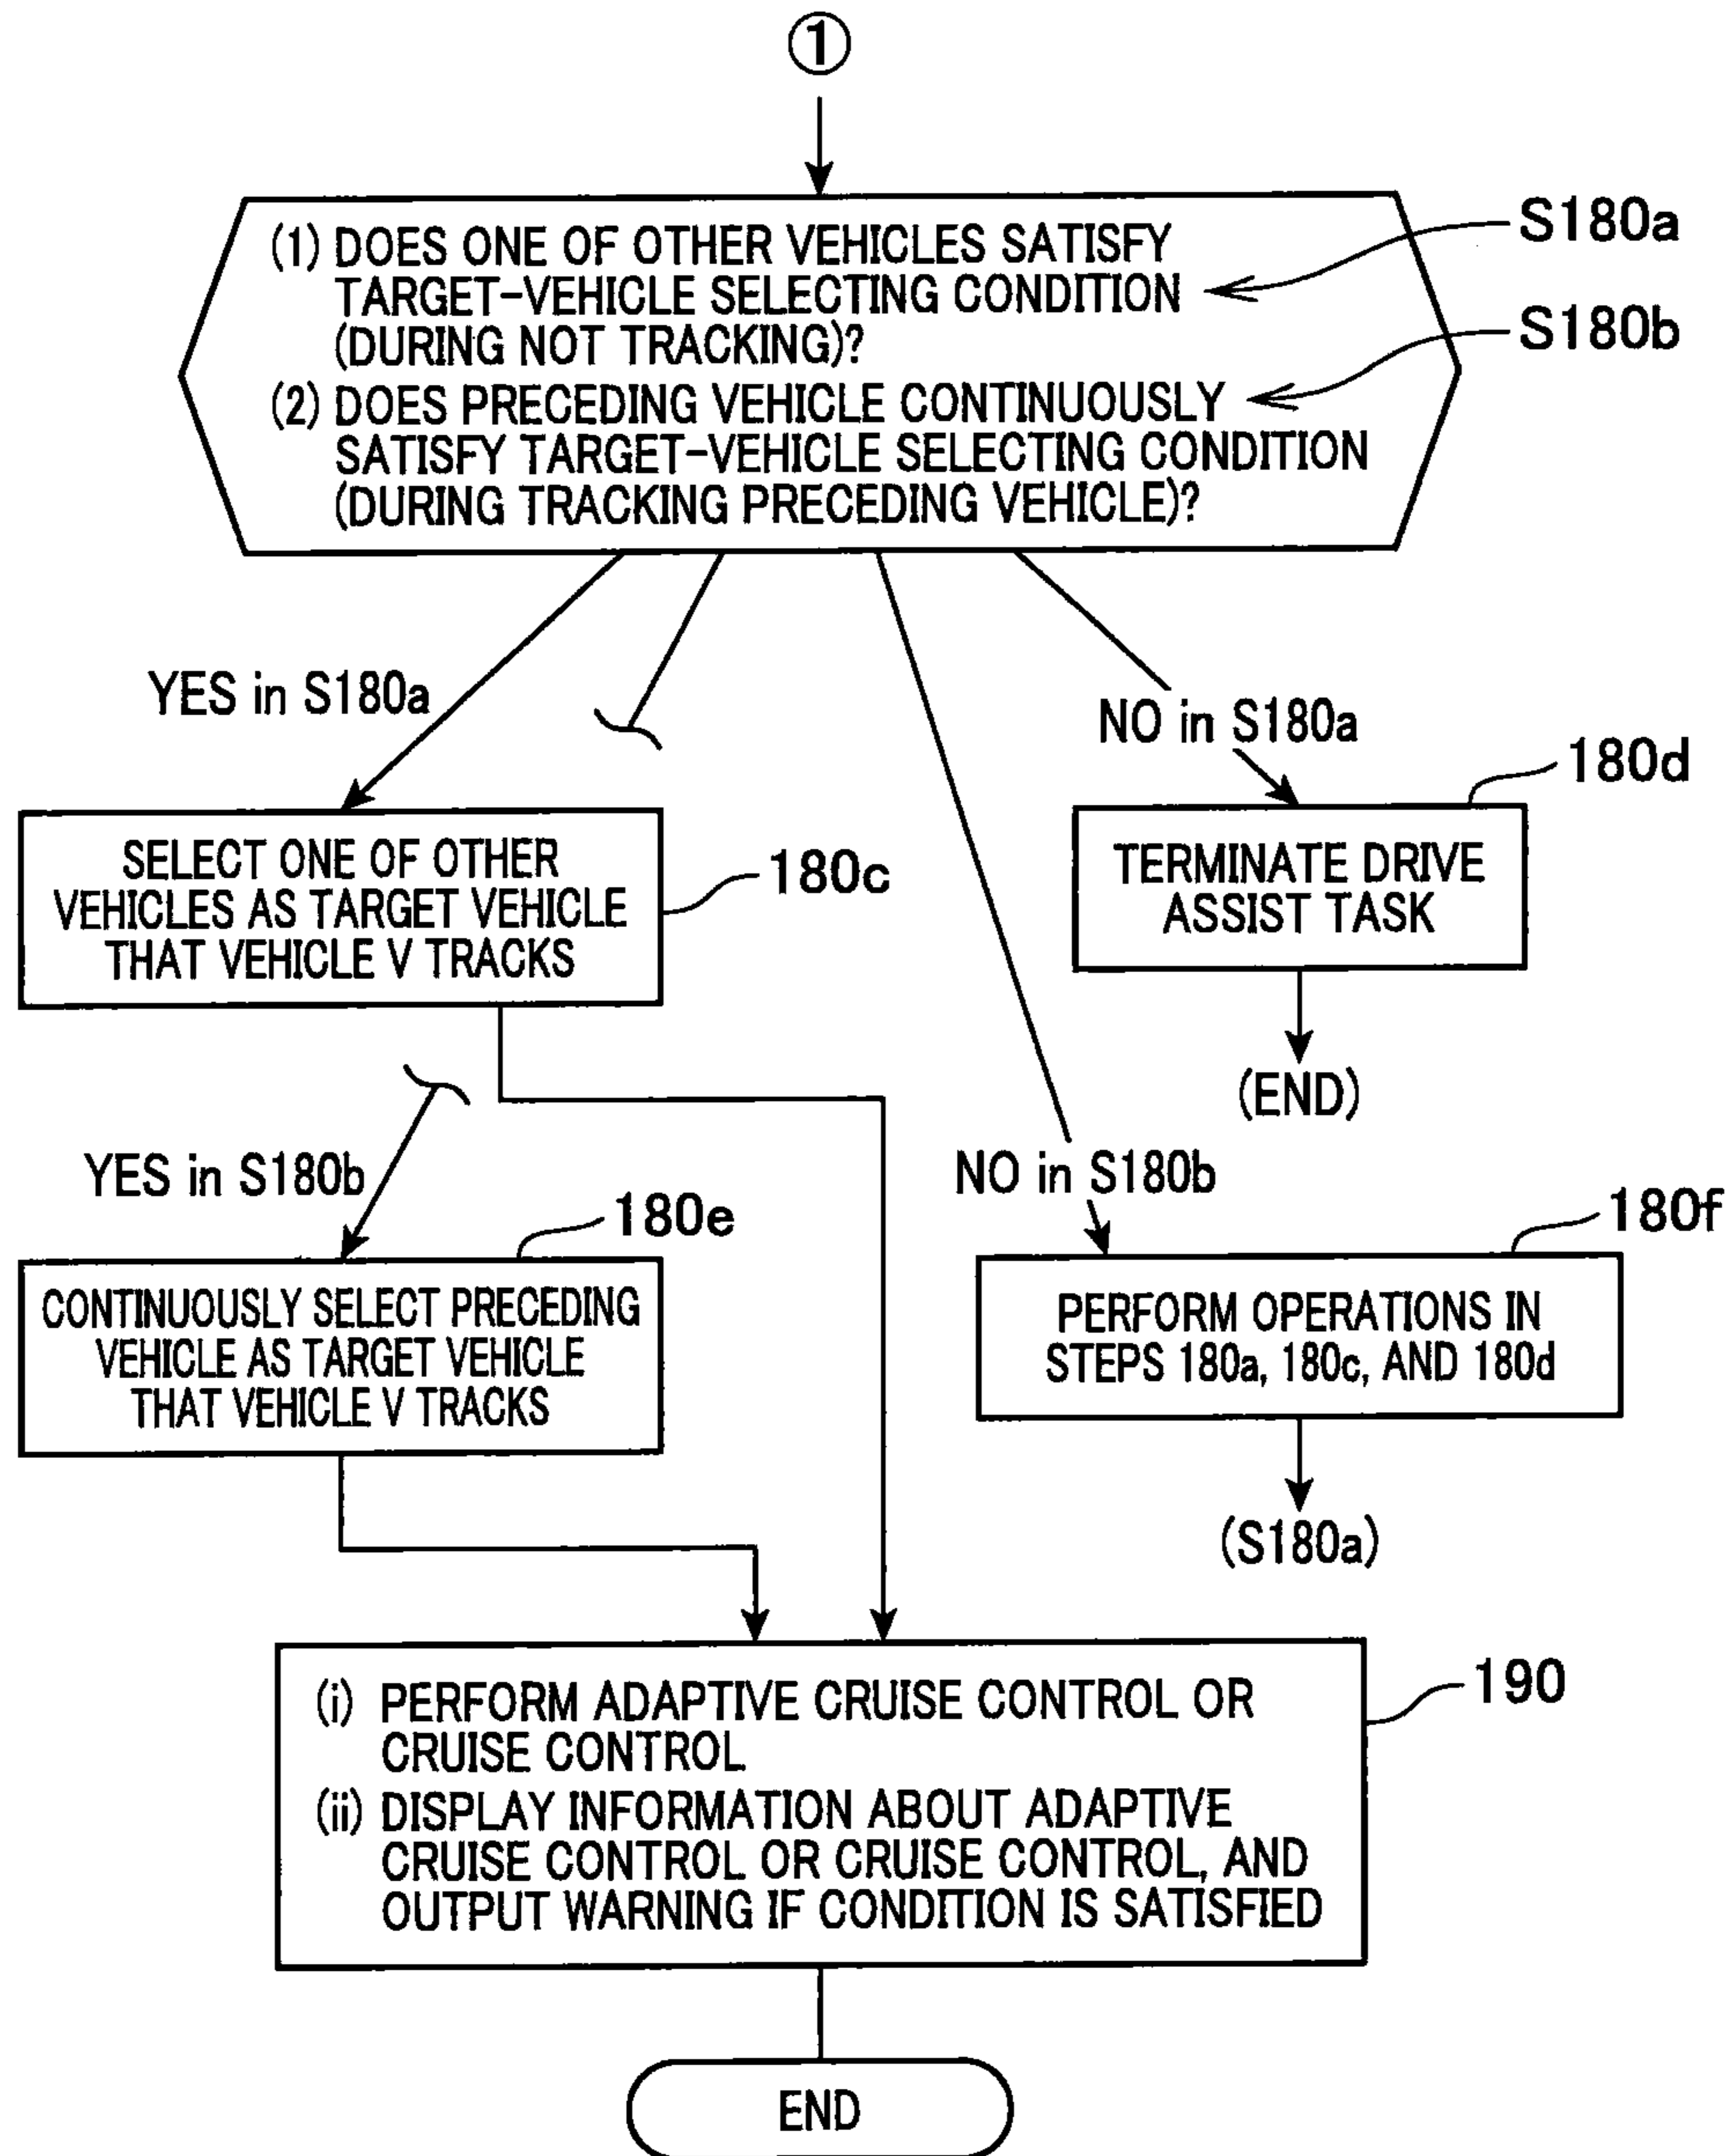 ①
(1) DOES ONE OF OTHER VEHICLES SATISFY
TARGET-VEHICLE SELECTING CONDITION
(DURING NOT TRACKING)?
(2) DOES PRECEDING VEHICLE CONTINUOUSLY
SATISFY TARGET-VEHICLE SELECTING CONDITION
(DURING TRACKING PRECEDING VEHICLE)?
S180a
S180b
YES in S180a
NO in S180a
180d
SELECT ONE OF OTHER
VEHICLES AS TARGET VEHICLE
THAT VEHICLE V TRACKS
180c
TERMINATE DRIVE
ASSIST TASK
(END)
YES in S180b
NO in S180b
180e
180f
CONTINUOUSLY SELECT PRECEDING
VEHICLE AS TARGET VEHICLE
THAT VEHICLE V TRACKS
PERFORM OPERATIONS IN
STEPS 180a, 180c, AND 180d
(S180a)
(i) PERFORM ADAPTIVE CRUISE CONTROL OR
CRUISE CONTROL
(ii) DISPLAY INFORMATION ABOUT ADAPTIVE
CRUISE CONTROL OR CRUISE CONTROL, AND
OUTPUT WARNING IF CONDITION IS SATISFIED
190
END